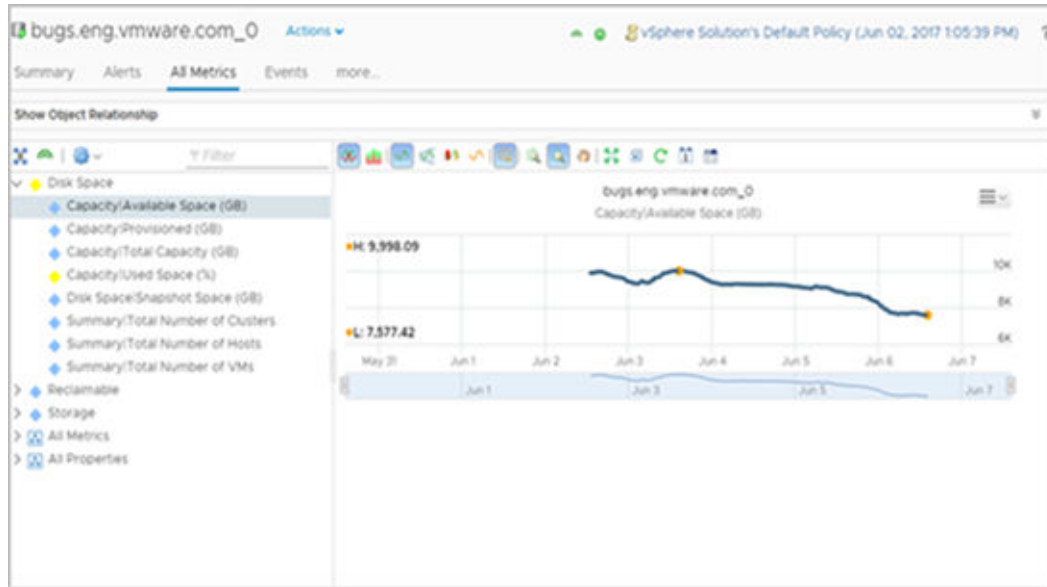 bugs.eng.vmware.com_0 Actions vSphere Solution's Default Policy (Jun 02, 2017 1:05:39 PM) ?
Summary Alerts All Metrics Events more...
Show Object Relationship
Filter
Disk Space
Capacity|Available Space (GB)
Capacity|Provisioned (GB)
Capacity|Total Capacity (GB)
Capacity|Used Space (%)
Disk Space|Snapshot Space (GB)
Summary|Total Number of Clusters
Summary|Total Number of Hosts
Summary|Total Number of VMs
Reclaimable
Storage
All Metrics
All Properties
bugs.eng.vmware.com_0
Capacity|Available Space (GB)
H: 9,998.09
10K
8K
L: 7,577.42
6K
May 31 Jun 1 Jun 2 Jun 3 Jun 4 Jun 5 Jun 6 Jun 7
Jun 1 Jun 3 Jun 5 Jun 7